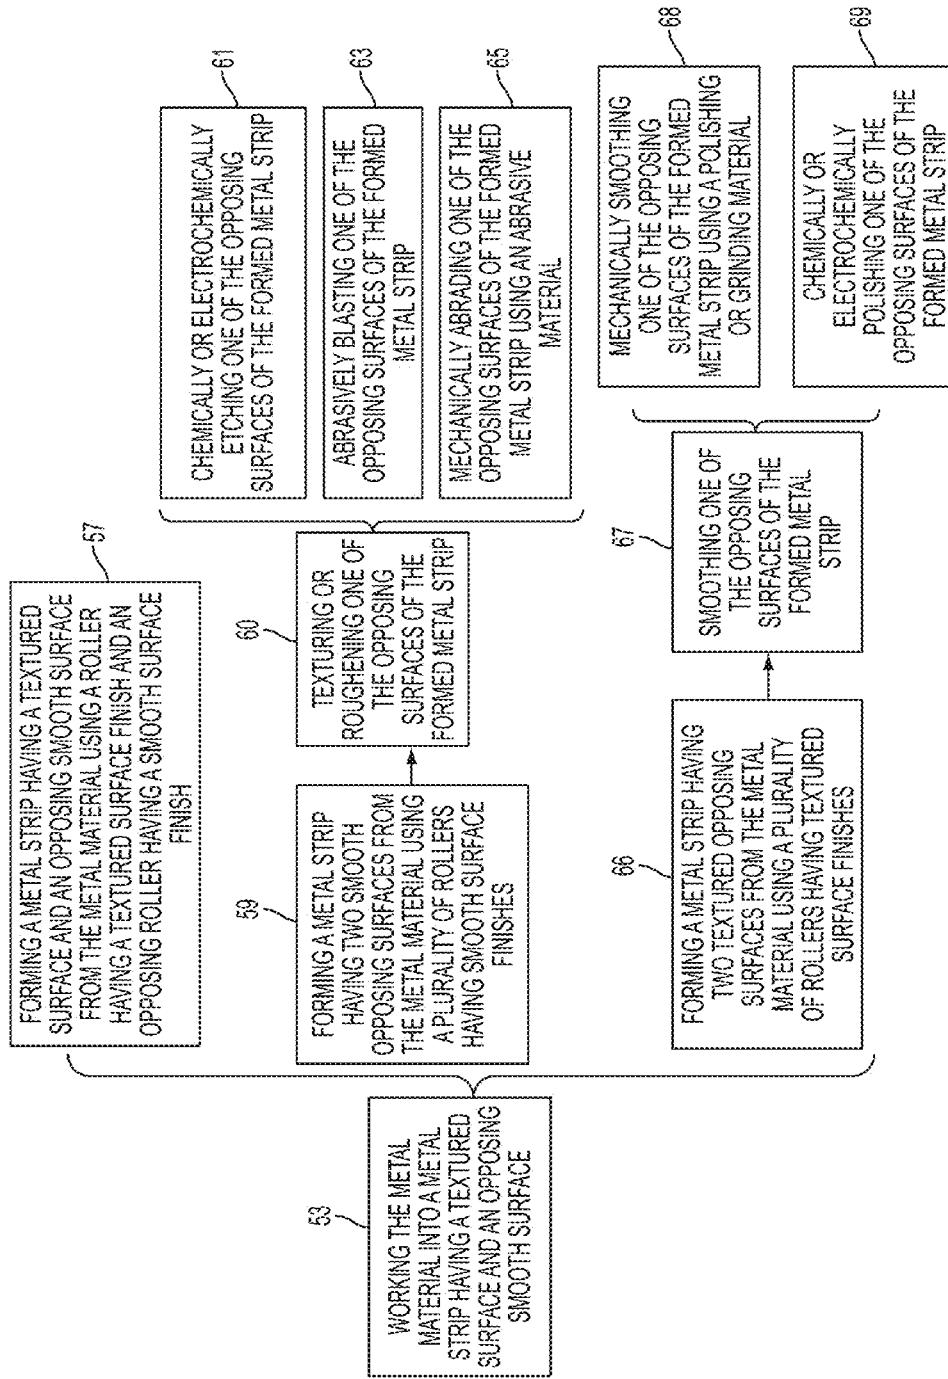 53
WORKING THE METAL
MATERIAL INTO A METAL
STRIP HAVING A TEXTURED
SURFACE AND AN OPPOSING
SMOOTH SURFACE
57
FORMING A METAL STRIP HAVING A TEXTURED
SURFACE AND AN OPPOSING SMOOTH SURFACE
FROM THE METAL MATERIAL USING A ROLLER
HAVING A TEXTURED SURFACE FINISH AND AN
OPPOSING ROLLER HAVING A SMOOTH SURFACE
FINISH
59
FORMING A METAL STRIP
HAVING TWO SMOOTH
OPPOSING SURFACES FROM
THE METAL MATERIAL USING
A PLURALITY OF ROLLERS
HAVING SMOOTH SURFACE
FINISHES
60
TEXTURING OR
ROUGHENING ONE OF
THE OPPOSING
SURFACES OF THE
FORMED METAL STRIP
61
CHEMICALLY OR ELECTROCHEMICALLY
ETCHING ONE OF THE OPPOSING
SURFACES OF THE FORMED METAL STRIP
63
ABRASIVELY BLASTING ONE OF THE
OPPOSING SURFACES OF THE FORMED
METAL STRIP
65
MECHANICALLY ABRADING ONE OF THE
OPPOSING SURFACES OF THE FORMED
METAL STRIP USING AN ABRASIVE
MATERIAL
66
FORMING A METAL STRIP HAVING
TWO TEXTURED OPPOSING
SURFACES FROM THE METAL
MATERIAL USING A PLURALITY
OF ROLLERS HAVING TEXTURED
SURFACE FINISHES
67
SMOOTHING ONE OF
THE OPPOSING
SURFACES OF THE
FORMED METAL
STRIP
68
MECHANICALLY SMOOTHING
ONE OF THE OPPOSING
SURFACES OF THE FORMED
METAL STRIP USING A POLISHING
OR GRINDING MATERIAL
69
CHEMICALLY OR
ELECTROCHEMICALLY
POLISHING ONE OF THE
OPPOSING SURFACES OF THE
FORMED METAL STRIP